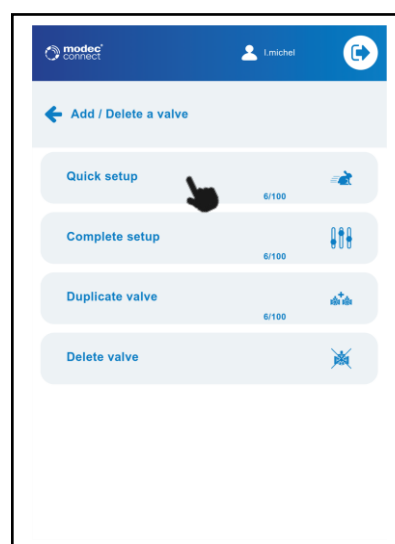 modec
connect
l.michel
Add / Delete a valve
Quick setup
6/100
Complete setup
6/100
Duplicate valve
6/100
Delete valve